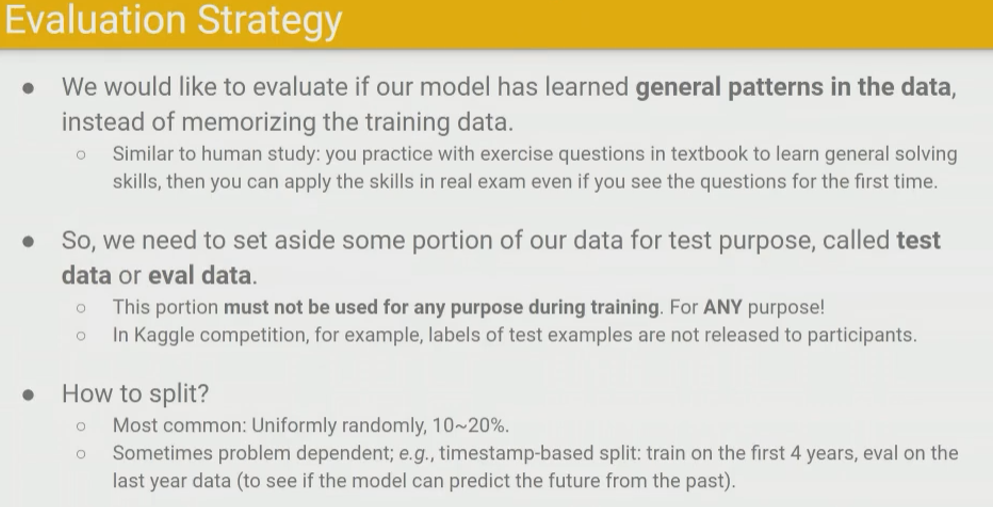 Evaluation Strategy
● We would like to evaluate if our model has learned general patterns in the data,
instead of memorizing the training data.
○ Similar to human study: you practice with exercise questions in textbook to learn general solving
skills, then you can apply the skills in real exam even if you see the questions for the first time.
● So, we need to set aside some portion of our data for test purpose, called test
data or eval data.
○ This portion must not be used for any purpose during training. For ANY purpose!
○ In Kaggle competition, for example, labels of test examples are not released to participants.
● How to split?
○ Most common: Uniformly randomly, 10~20%.
○ Sometimes problem dependent; e.g., timestamp-based split: train on the first 4 years, eval on the
last year data (to see if the model can predict the future from the past).